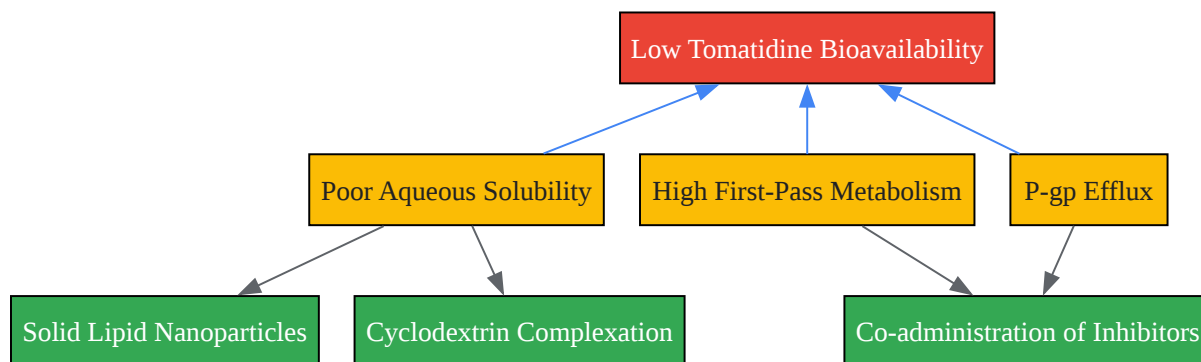 Low Tomatidine Bioavailability
Poor Aqueous Solubility
High First-Pass Metabolism
P-gp Efflux
Solid Lipid Nanoparticles
Cyclodextrin Complexation
Co-administration of Inhibitors